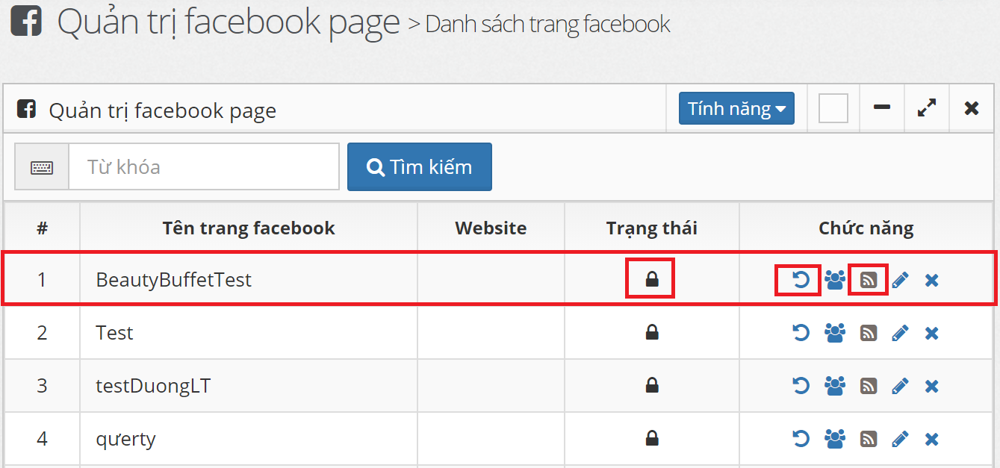 Quản trị facebook page > Danh sách trang facebook
Quản trị facebook page
Tính năng
Từ khóa
Tìm kiếm
# Tên trang facebook Website Trạng thái Chức năng
1 BeautyBuffetTest
2 Test
3 testDuongLT
4 qưerty